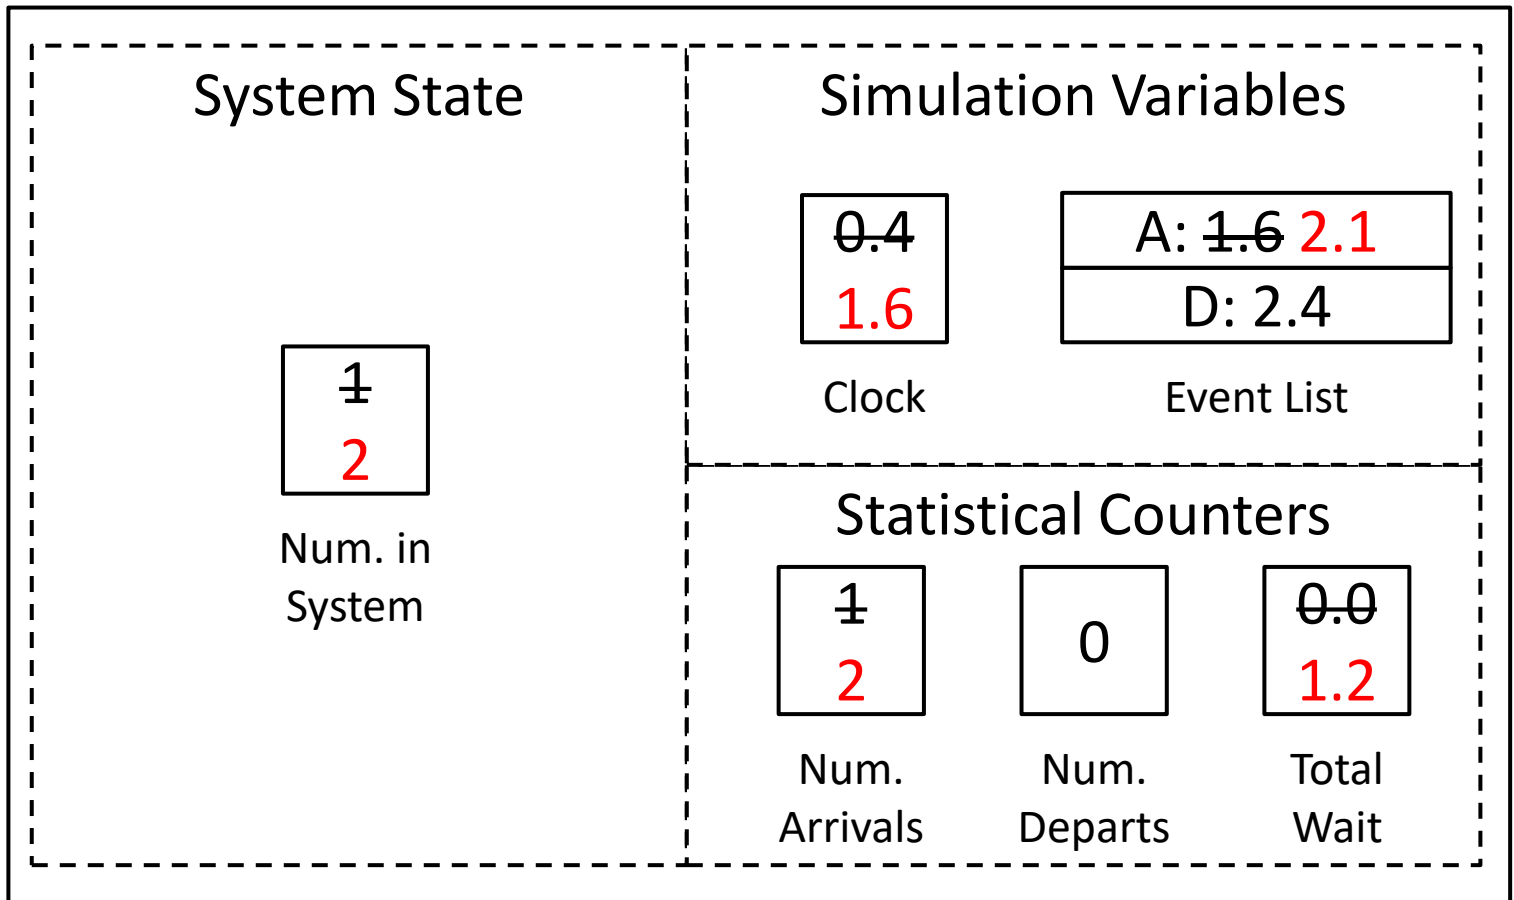 System State
1
2
Num. in
System
Simulation Variables
0.4
1.6
Clock
A: 1.6 2.1
D: 2.4
Event List
Statistical Counters
1
2
Num.
Arrivals
0
Num.
Departs
0.0
1.2
Total
Wait